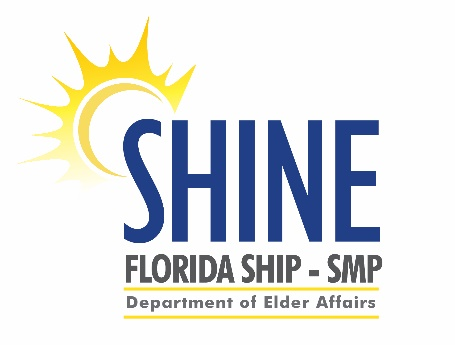 SHINE
FLORIDA SHIP - SMP
Department of Elder Affairs